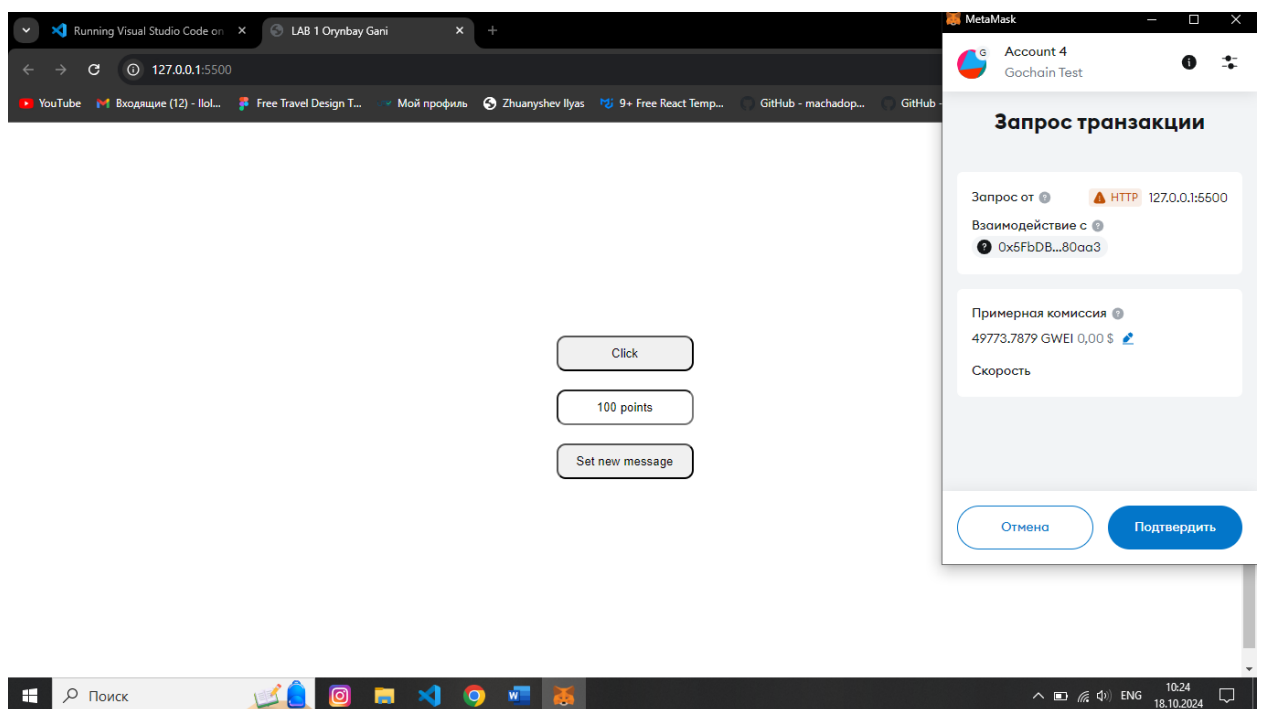 Running Visual Studio Code on
LAB 1 Orynbay Gani
127.0.0.1:5500
YouTube
Входящие (12) - llol...
Free Travel Design T...
Мой профиль
Zhuanyshev Ilyas
9+ Free React Temp...
GitHub - machadop...
GitHub -
Click
100 points
Set new message
MetaMask
G
Account 4
Gochain Test
Запрос транзакции
Запрос от
HTTP 127.0.0.1:5500
Взаимодействие с
0x5FbDB...80aa3
Примерная комиссия
49773.7879 GWEI 0,00 $
Скорость
Отмена
Подтвердить
Поиск
ENG
10:24
18.10.2024